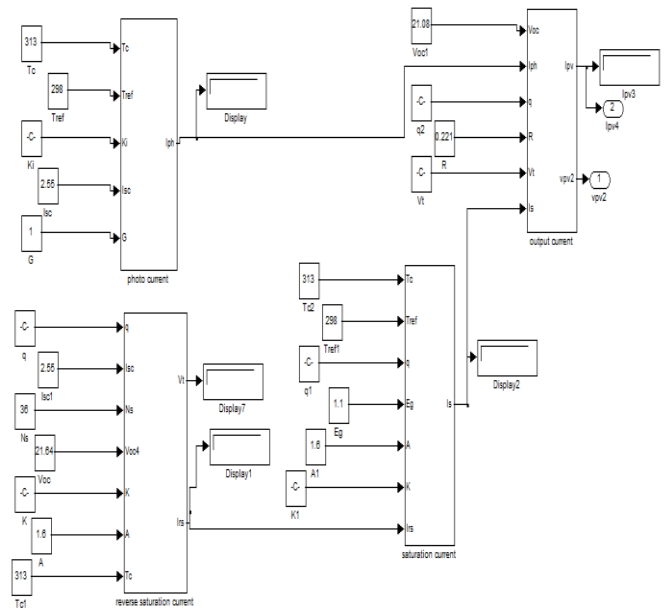 313
Tc
Tc
298
Tref
Tref
-C-
Ki
Ki
2.55
Isc
Isc
1
G
G
Iph
photo current
Display
21.08
Voc1
Voc
Iph
-C-
q2
q
0.221
R
R
-C-
Vt
Vt
Is
Ipv
vpv2
output current
Ipv3
2
Ipv4
1
vpv2
-C-
q
q
2.55
Isc1
Isc
36
Ns
Ns
21.64
Voc
Voc4
-C-
K
K
1.6
A
A
313
Tc1
Tc
Vt
Irs
reverse saturation current
Display7
Display1
313
Tc2
Tc
298
Tref1
Tref
-C-
q1
q
1.1
Eg
Eg
1.6
A1
A
-C-
K1
K
Irs
Is
saturation current
Display2